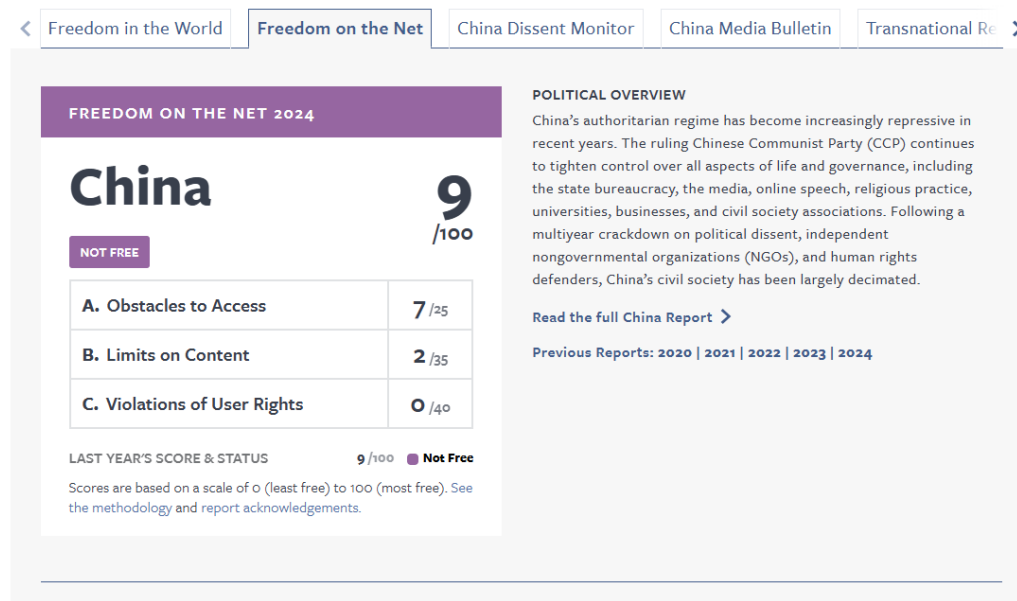 Freedom in the World
Freedom on the Net
China Dissent Monitor
China Media Bulletin
Transnational Re
FREEDOM ON THE NET 2024
China
9
/100
NOT FREE
A. Obstacles to Access 7 /25
B. Limits on Content 2 /35
C. Violations of User Rights 0 /40
LAST YEAR'S SCORE & STATUS 9 /100 Not Free
Scores are based on a scale of 0 (least free) to 100 (most free). See
the methodology and report acknowledgements.
POLITICAL OVERVIEW
China's authoritarian regime has become increasingly repressive in
recent years. The ruling Chinese Communist Party (CCP) continues
to tighten control over all aspects of life and governance, including
the state bureaucracy, the media, online speech, religious practice,
universities, businesses, and civil society associations. Following a
multiyear crackdown on political dissent, independent
nongovernmental organizations (NGOs), and human rights
defenders, China's civil society has been largely decimated.
Read the full China Report
Previous Reports: 2020 | 2021 | 2022 | 2023 | 2024